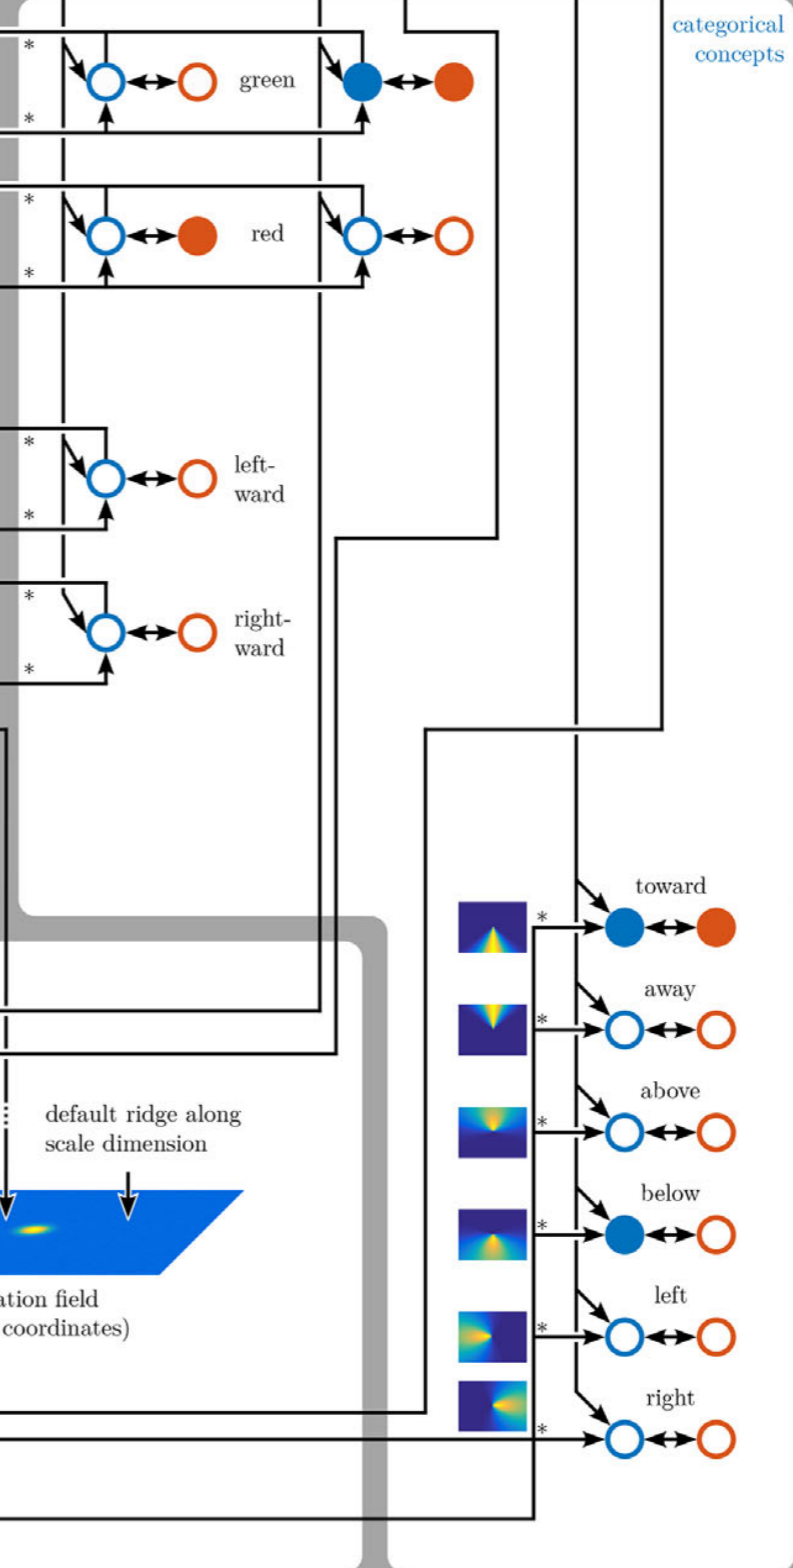 categorical
concepts
*
green
*
*
red
*
*
left-
ward
*
*
right-
ward
*
toward
*
away
*
above
*
below
*
left
*
right
*
default ridge along
scale dimension
ation field
coordinates)